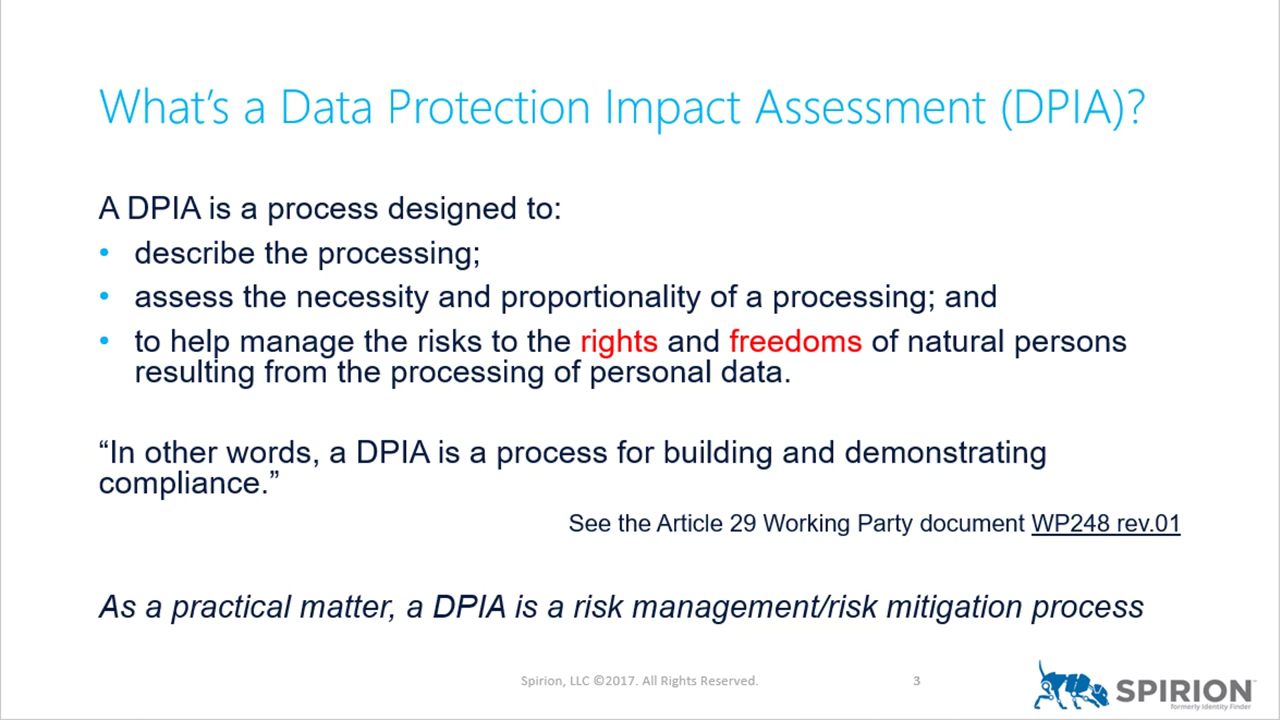 What's a Data Protection Impact Assessment (DPIA)?
A DPIA is a process designed to:
• describe the processing;
• assess the necessity and proportionality of a processing; and
• to help manage the risks to the rights and freedoms of natural persons
resulting from the processing of personal data.
“In other words, a DPIA is a process for building and demonstrating
compliance.”
See the Article 29 Working Party document WP248 rev.01
As a practical matter, a DPIA is a risk management/risk mitigation process
Spirion, LLC ©2017. All Rights Reserved.
3
SPIRION
formerly Identity Finder